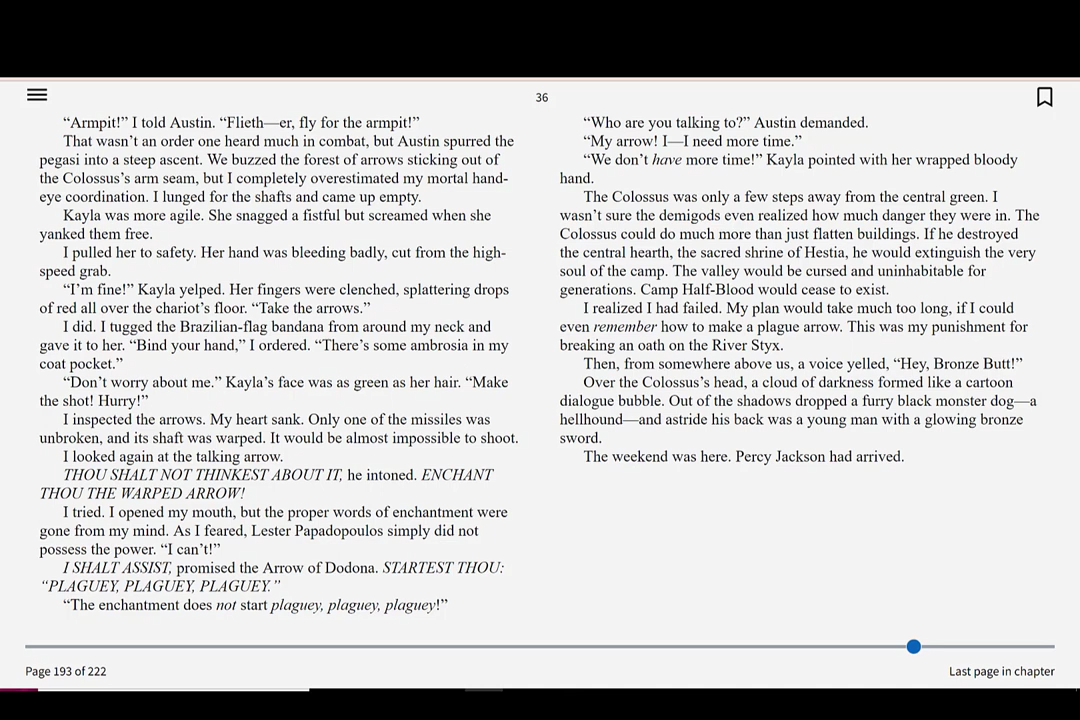 36
“Armpit!” I told Austin. “Flieth—er, fly for the armpit!”
That wasn’t an order one heard much in combat, but Austin spurred the
pegasi into a steep ascent. We buzzed the forest of arrows sticking out of
the Colossus’s arm seam, but I completely overestimated my mortal hand-
eye coordination. I lunged for the shafts and came up empty.
Kayla was more agile. She snagged a fistful but screamed when she
yanked them free.
I pulled her to safety. Her hand was bleeding badly, cut from the high-
speed grab.
“I’m fine!” Kayla yelped. Her fingers were clenched, splattering drops
of red all over the chariot’s floor. “Take the arrows.”
I did. I tugged the Brazilian-flag bandana from around my neck and
gave it to her. “Bind your hand,” I ordered. “There’s some ambrosia in my
coat pocket.”
“Don’t worry about me.” Kayla’s face was as green as her hair. “Make
the shot! Hurry!”
I inspected the arrows. My heart sank. Only one of the missiles was
unbroken, and its shaft was warped. It would be almost impossible to shoot.
I looked again at the talking arrow.
THOU SHALT NOT THINKEST ABOUT IT, he intoned. ENCHANT
THOU THE WARPED ARROW!
I tried. I opened my mouth, but the proper words of enchantment were
gone from my mind. As I feared, Lester Papadopoulos simply did not
possess the power. “I can’t!”
I SHALT ASSIST, promised the Arrow of Dodona. STARTEST THOU:
“PLAGUEY, PLAGUEY, PLAGUEY.”
“The enchantment does not start plaguey, plaguey, plaguey!”
“Who are you talking to?” Austin demanded.
“My arrow! I—I need more time.”
“We don’t have more time!” Kayla pointed with her wrapped bloody
hand.
The Colossus was only a few steps away from the central green. I
wasn’t sure the demigods even realized how much danger they were in. The
Colossus could do much more than just flatten buildings. If he destroyed
the central hearth, the sacred shrine of Hestia, he would extinguish the very
soul of the camp. The valley would be cursed and uninhabitable for
generations. Camp Half-Blood would cease to exist.
I realized I had failed. My plan would take much too long, if I could
even remember how to make a plague arrow. This was my punishment for
breaking an oath on the River Styx.
Then, from somewhere above us, a voice yelled, “Hey, Bronze Butt!”
Over the Colossus’s head, a cloud of darkness formed like a cartoon
dialogue bubble. Out of the shadows dropped a furry black monster dog—a
hellhound—and astride his back was a young man with a glowing bronze
sword.
The weekend was here. Percy Jackson had arrived.
Page 193 of 222
Last page in chapter